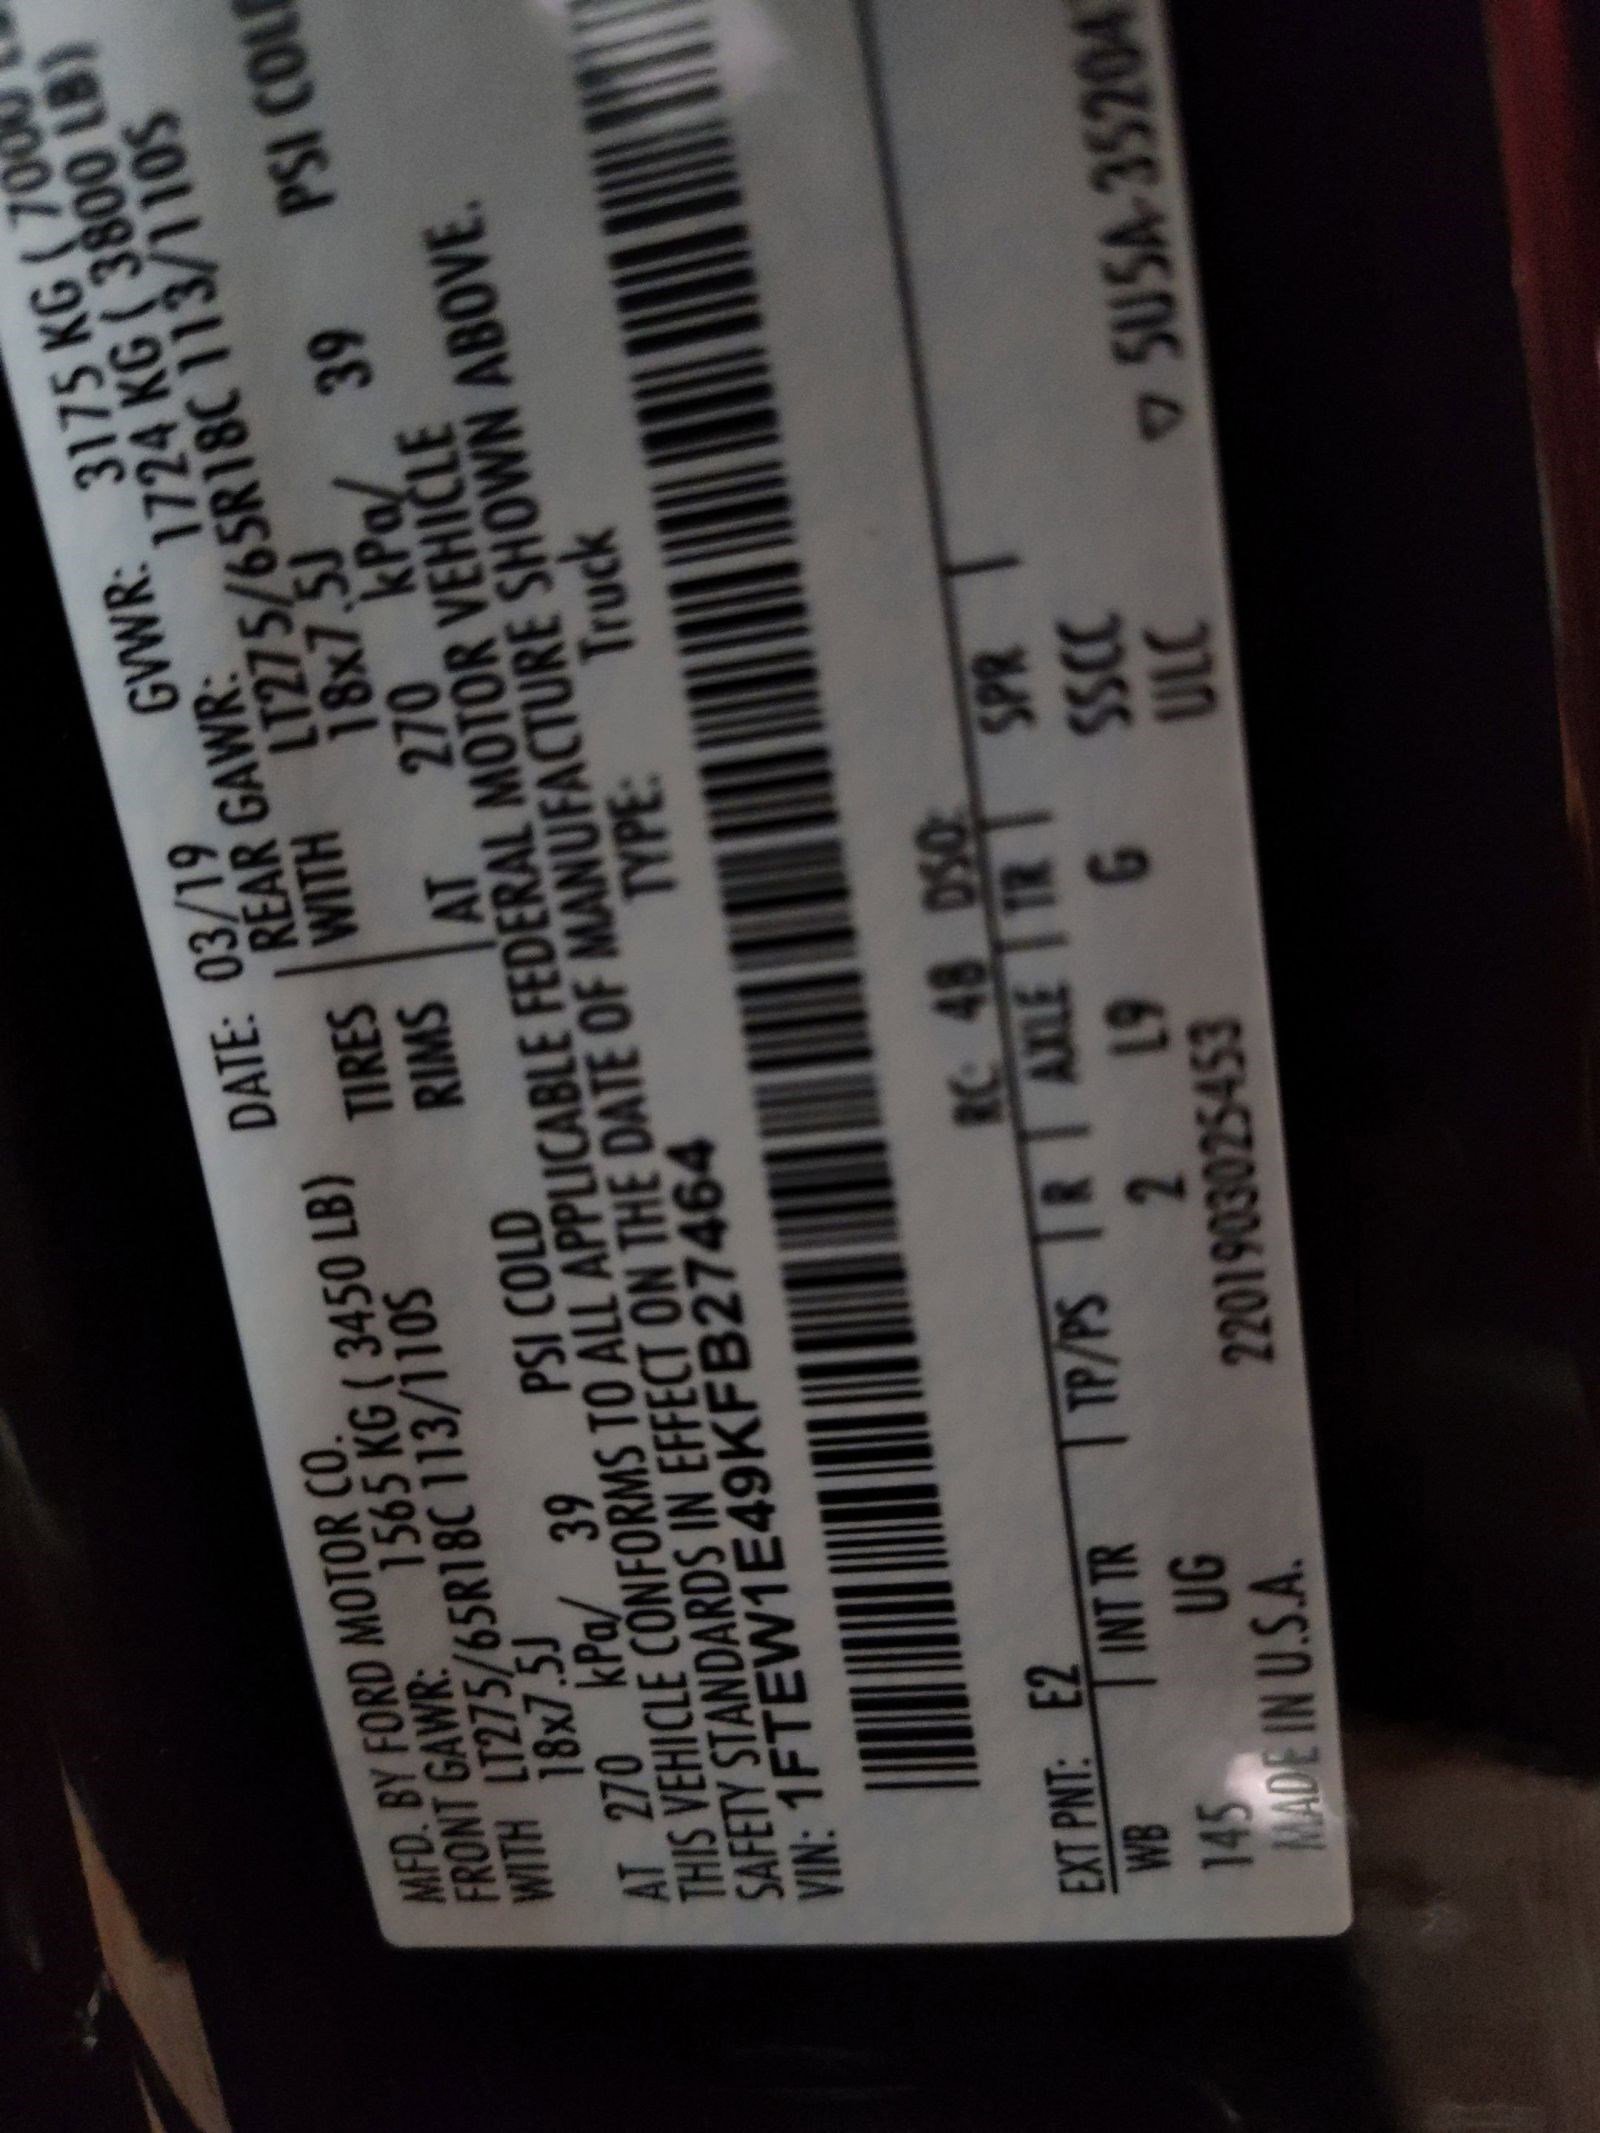 MFD. BY FORD MOTOR CO.
DATE: 03/19 GVWR: 3175 KG ( 7000
FRONT GAWR: 1565 KG ( 3450 LB) REAR GAWR: 1724 KG ( 3800 LB)
WITH LT275/65R18C 113/110S TIRES WITH LT275/65R18C 113/110S
18x7.5J RIMS 18x7.5J
AT 270 kPa/ 39 PSI COLD AT 270 kPa/ 39 PSI COLD
THIS VEHICLE CONFORMS TO ALL APPLICABLE FEDERAL MOTOR VEHICLE
SAFETY STANDARDS IN EFFECT ON THE DATE OF MANUFACTURE SHOWN ABOVE.
VIN: 1FTEW1E49KFB27464 TYPE: Truck
EXT PNT: E2 RC: 48 DSO:
WB | INT TR | TP/PS | R | AXLE | TR | SPR |
145 UG 2 L9 G SSCC
MADE IN U.S.A. 2201903025453 ULC
▽ 5U5A-35204